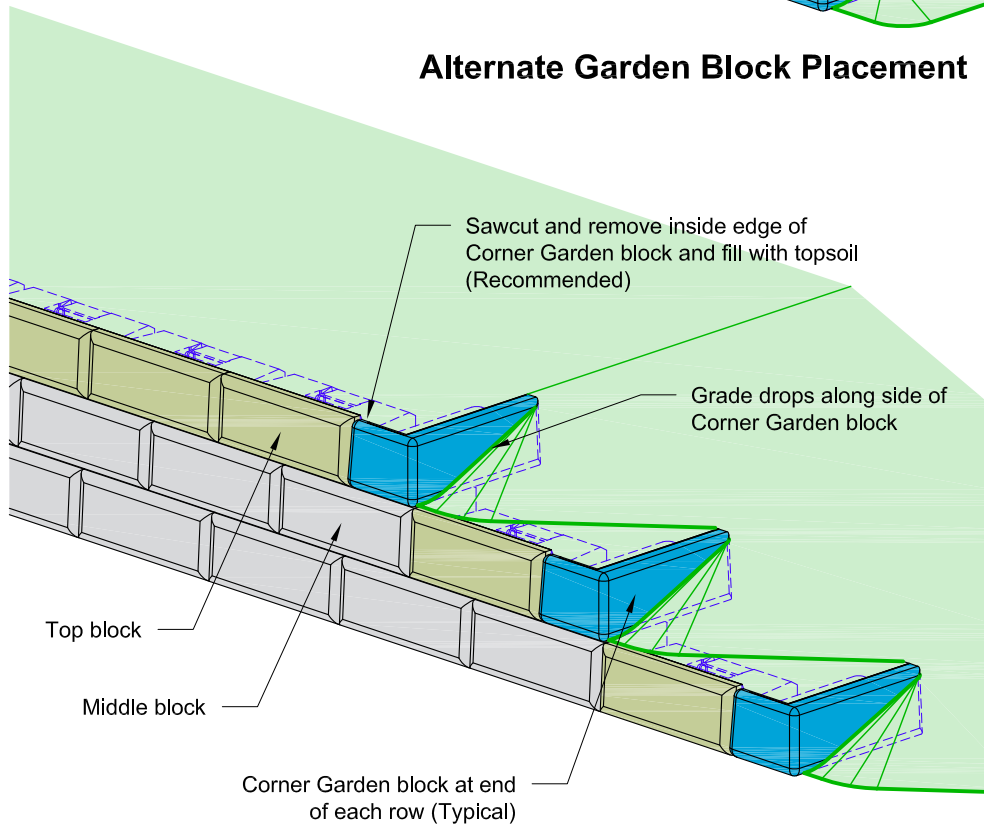 Alternate Garden Block Placement
Sawcut and remove inside edge of
Corner Garden block and fill with topsoil
(Recommended)
Grade drops along side of
Corner Garden block
Top block
Middle block
Corner Garden block at end
of each row (Typical)